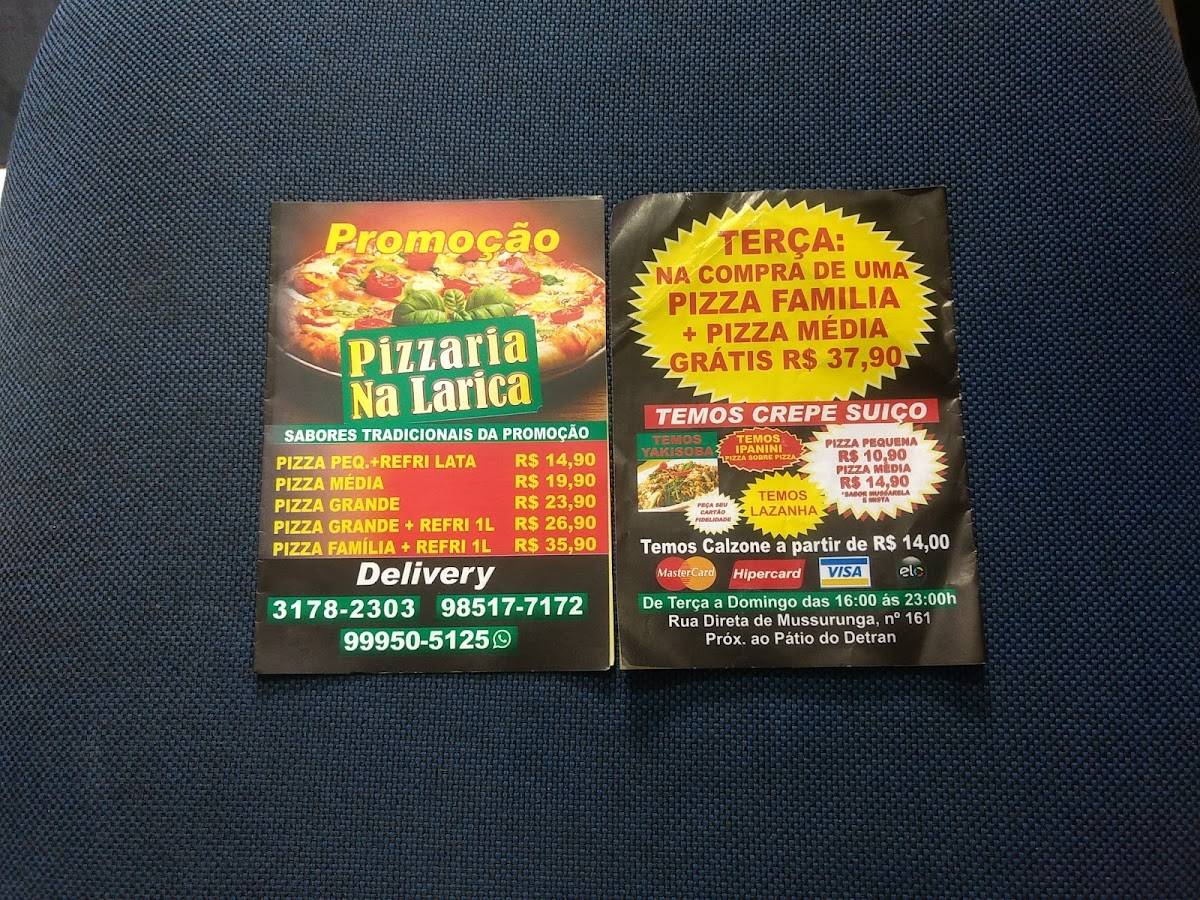 Promoção
Pizzaria
Na Larica
SABORES TRADICIONAIS DA PROMOÇÃO
PIZZA PEQ.+REFRI LATA R$ 14,90
PIZZA MÉDIA R$ 19,90
PIZZA GRANDE R$ 23,90
PIZZA GRANDE + REFRI 1L R$ 26,90
PIZZA FAMÍLIA + REFRI 1L R$ 35,90
Delivery
3178-2303 98517-7172
99950-5125
TERÇA:
NA COMPRA DE UMA
PIZZA FAMILIA
+ PIZZA MÉDIA
GRÁTIS R$ 37,90
TEMOS CREPE SUIÇO
TEMOS
YAKISOBA
TEMOS
IPANINI
PIZZA SOBRE PIZZA
PIZZA PEQUENA
R$ 10,90
PIZZA MÉDIA
R$ 14,90
*SABOR MUSSARELA
E MISTA
PEÇA SEU
CARTÃO
FIDELIDADE
TEMOS
LAZANHA
Temos Calzone a partir de R$ 14,00
MasterCard Hipercard VISA elo
De Terça a Domingo das 16:00 ás 23:00h
Rua Direta de Mussurunga, nº 161
Próx. ao Pátio do Detran